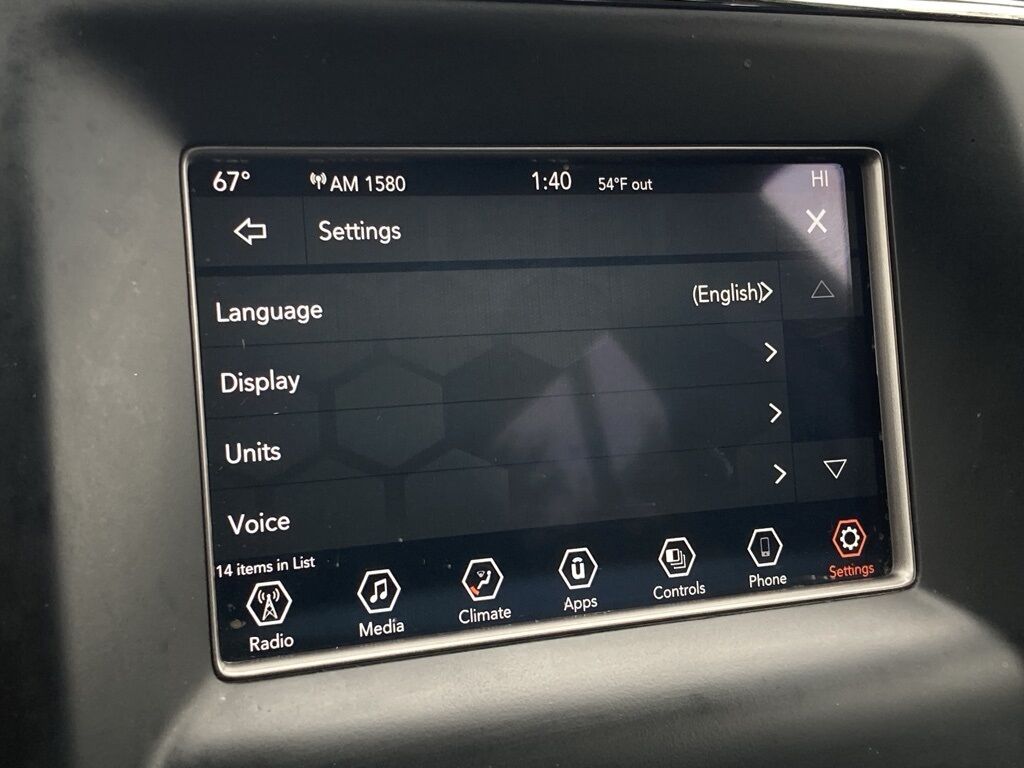 67° AM 1580 1:40 54°F out HI
Settings X
Language (English)
Display
Units
Voice
14 items in List
Radio Media Climate Apps Controls Phone Settings